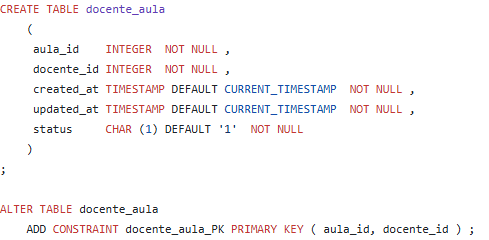 CREATE TABLE docente_aula
(
aula_id INTEGER NOT NULL ,
docente_id INTEGER NOT NULL ,
created_at TIMESTAMP DEFAULT CURRENT_TIMESTAMP NOT NULL ,
updated_at TIMESTAMP DEFAULT CURRENT_TIMESTAMP NOT NULL ,
status CHAR (1) DEFAULT '1' NOT NULL
)
;
ALTER TABLE docente_aula
ADD CONSTRAINT docente_aula_PK PRIMARY KEY ( aula_id, docente_id ) ;